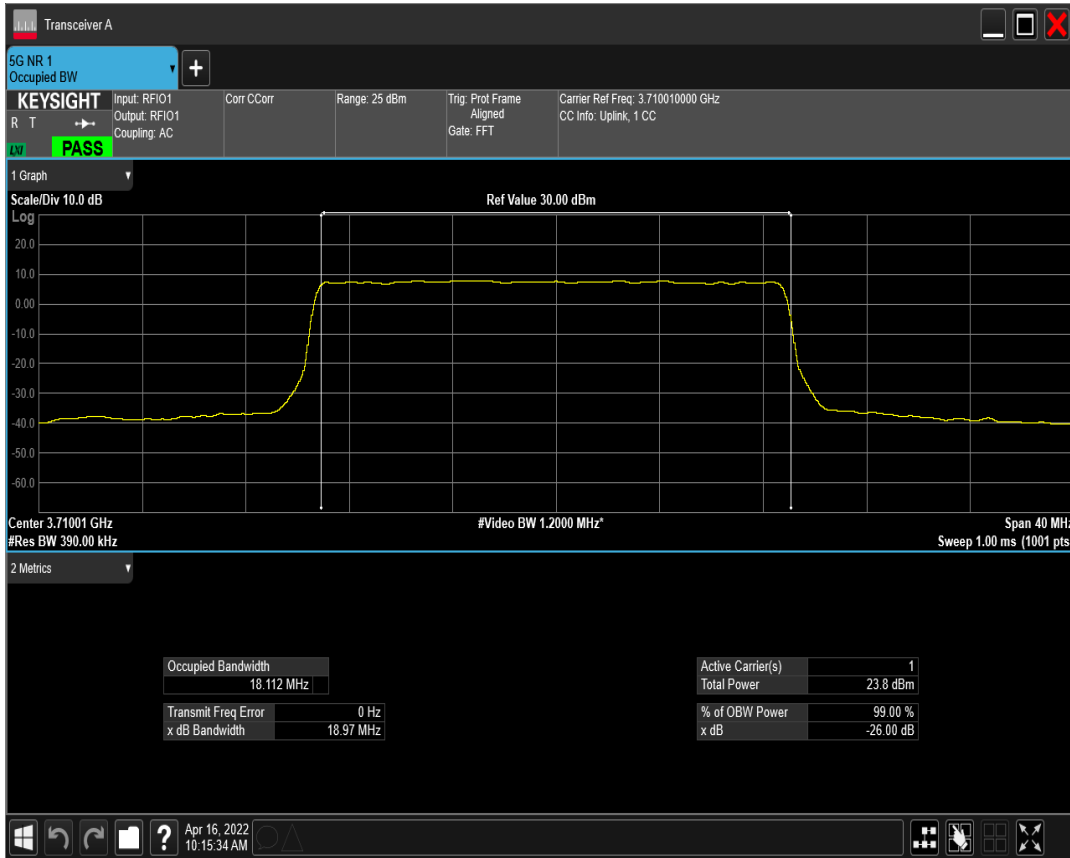 Transceiver A
5G NR 1
Occupied BW
KEYSIGHT
R T
LXI
PASS
Input: RFIO1
Output: RFIO1
Coupling: AC
Corr CCorr
Range: 25 dBm
Trig: Prot Frame
Aligned
Gate: FFT
Carrier Ref Freq: 3.710010000 GHz
CC Info: Uplink, 1 CC
1 Graph
Scale/Div 10.0 dB
Ref Value 30.00 dBm
Log
20.0
10.0
0.00
-10.0
-20.0
-30.0
-40.0
-50.0
-60.0
Center 3.71001 GHz
#Video BW 1.2000 MHz*
Span 40 MHz
#Res BW 390.00 kHz
Sweep 1.00 ms (1001 pts
2 Metrics
Occupied Bandwidth
18.112 MHz
Transmit Freq Error 0 Hz
x dB Bandwidth 18.97 MHz
Active Carrier(s) 1
Total Power 23.8 dBm
% of OBW Power 99.00 %
x dB -26.00 dB
?
Apr 16, 2022
10:15:34 AM